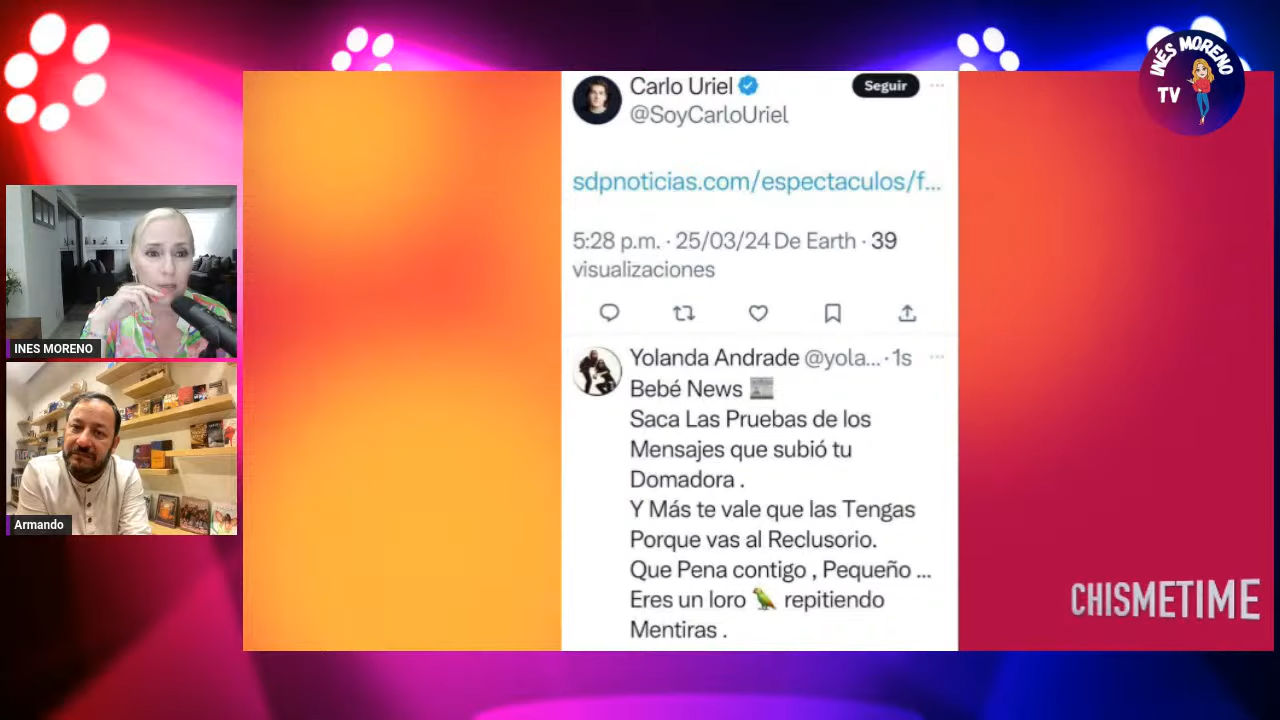 INÉS MORENO
TV
Carlo Uriel
Seguir
@SoyCarloUriel
sdpnoticias.com/espectaculos/f...
5:28 p.m. · 25/03/24 De Earth · 39
visualizaciones
Yolanda Andrade @yola... · 1s
Bebé News 📰
Saca Las Pruebas de los
Mensajes que subió tu
Domadora .
Y Más te vale que las Tengas
Porque vas al Reclusorio.
Que Pena contigo , Pequeño ...
Eres un loro 🦜 repitiendo
Mentiras .
INES MORENO
Armando
CHISMETIME